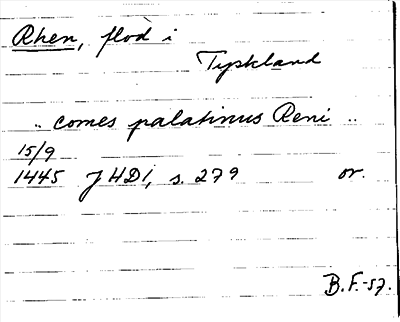 Rhen, flod i
Tyskland
.. comes palatinus Reni ..
15/9
1445 JHD1, s. 279 or.
B.F.-57.